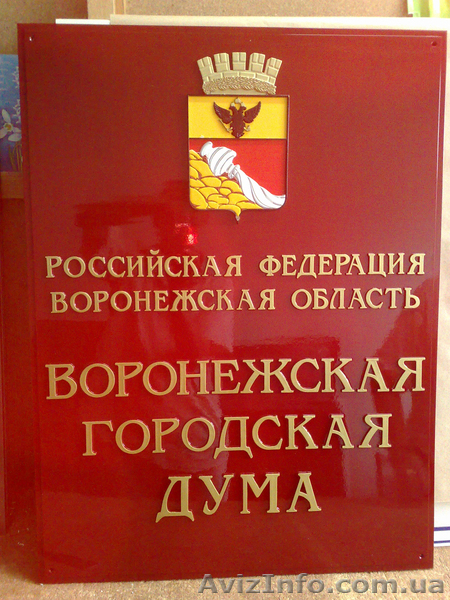 РОССИЙСКАЯ ФЕДЕРАЦИЯ
ВОРОНЕЖСКАЯ ОБЛАСТЬ
ВОРОНЕЖСКАЯ
ГОРОДСКАЯ
ДУМА
AvizInfo.com.ua